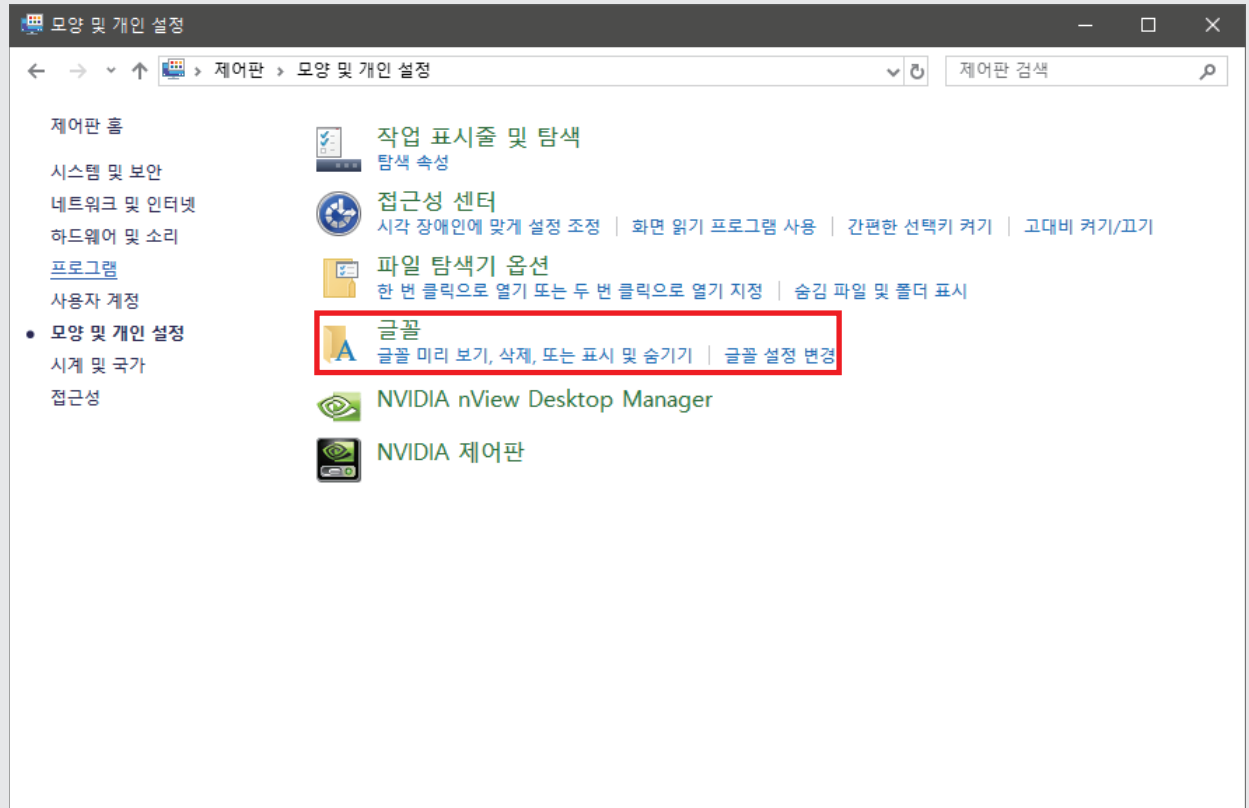 모양 및 개인 설정
제어판 › 모양 및 개인 설정
제어판 검색
제어판 홈
시스템 및 보안
네트워크 및 인터넷
하드웨어 및 소리
프로그램
사용자 계정
모양 및 개인 설정
시계 및 국가
접근성
작업 표시줄 및 탐색
탐색 속성
접근성 센터
시각 장애인에 맞게 설정 조정 | 화면 읽기 프로그램 사용 | 간편한 선택키 켜기 | 고대비 켜기/끄기
파일 탐색기 옵션
한 번 클릭으로 열기 또는 두 번 클릭으로 열기 지정 | 숨김 파일 및 폴더 표시
글꼴
글꼴 미리 보기, 삭제, 또는 표시 및 숨기기 | 글꼴 설정 변경
NVIDIA nView Desktop Manager
NVIDIA 제어판